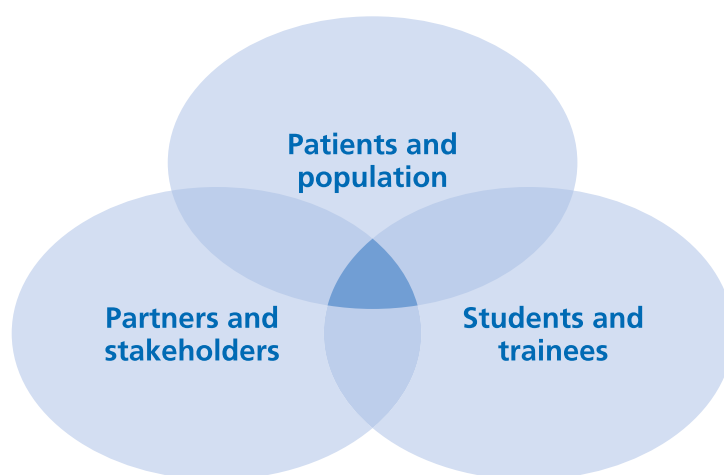 Patients and
population
Partners and
stakeholders
Students and
trainees